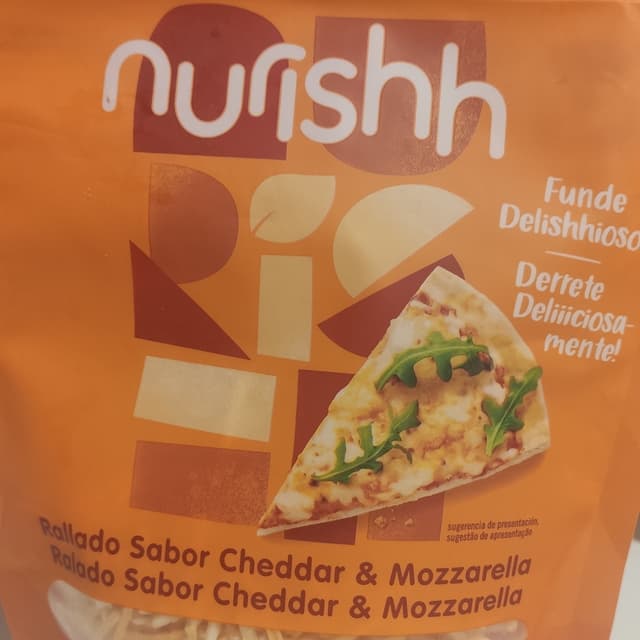 nurishh
Funde
Delishhioso
Derrete
Deliiiciosa-
mente!
sugerencia de presentación,
sugestão de apresentação
Rallado Sabor Cheddar & Mozzarella
Ralado Sabor Cheddar & Mozzarella